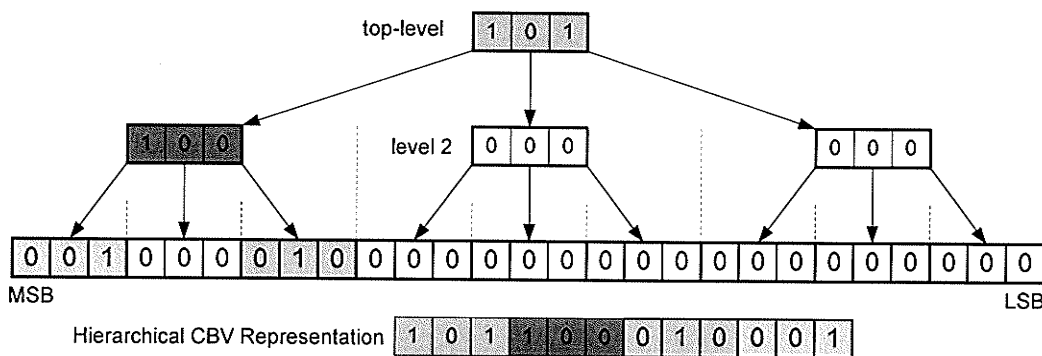 top-level 1 0 1
1 0 0 level 2 0 0 0 0 0 0
0 0 1 0 0 0 0 1 0 0 0 0 0 0 0 0 0 0 0 0 0 0 0 0 0 0 0
MSB LSB
Hierarchical CBV Representation 1 0 1 1 0 0 0 1 0 0 0 1